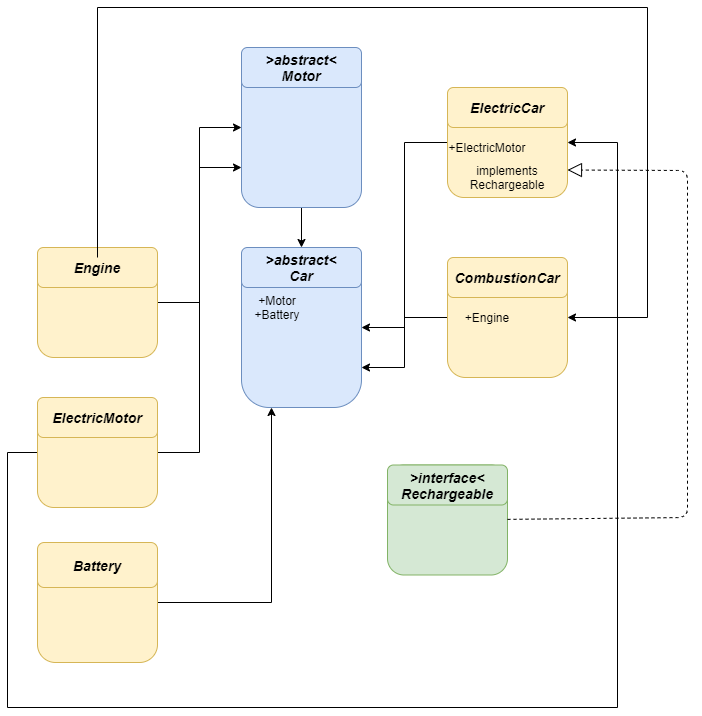 >abstract<
Motor
ElectricCar
+ElectricMotor
implements
Rechargeable
Engine
>abstract<
Car
+Motor
+Battery
CombustionCar
+Engine
ElectricMotor
>interface<
Rechargeable
Battery